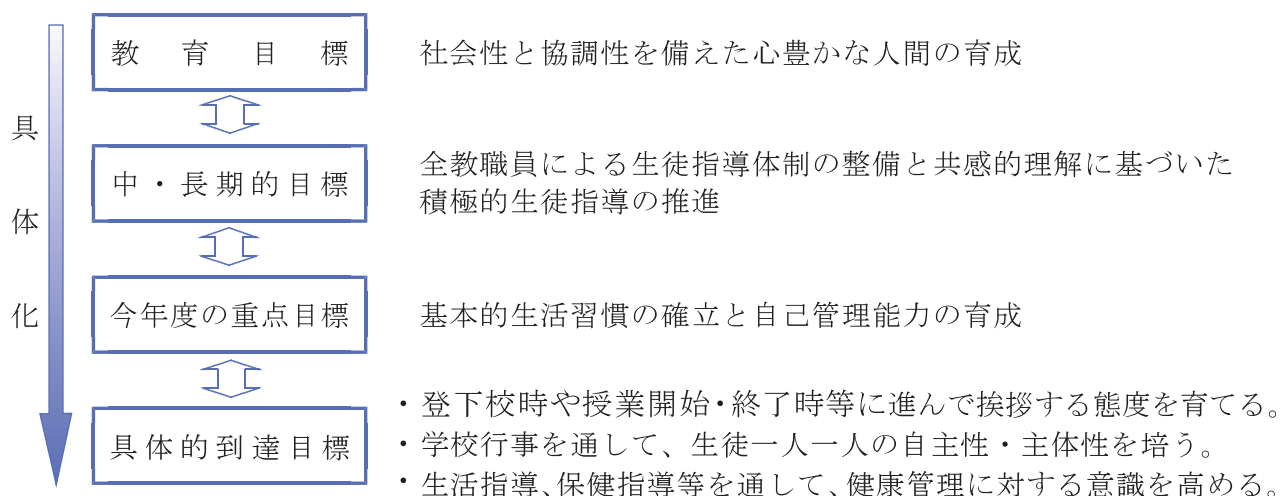 具体化
教育目標
社会性と協調性を備えた心豊かな人間の育成
中・長期的目標
全教職員による生徒指導体制の整備と共感的理解に基づいた
積極的生徒指導の推進
今年度の重点目標
基本的生活習慣の確立と自己管理能力の育成
具体的到達目標
・登下校時や授業開始・終了時等に進んで挨拶する態度を育てる。
・学校行事を通して、生徒一人一人の自主性・主体性を培う。
・生活指導、保健指導等を通して、健康管理に対する意識を高める。